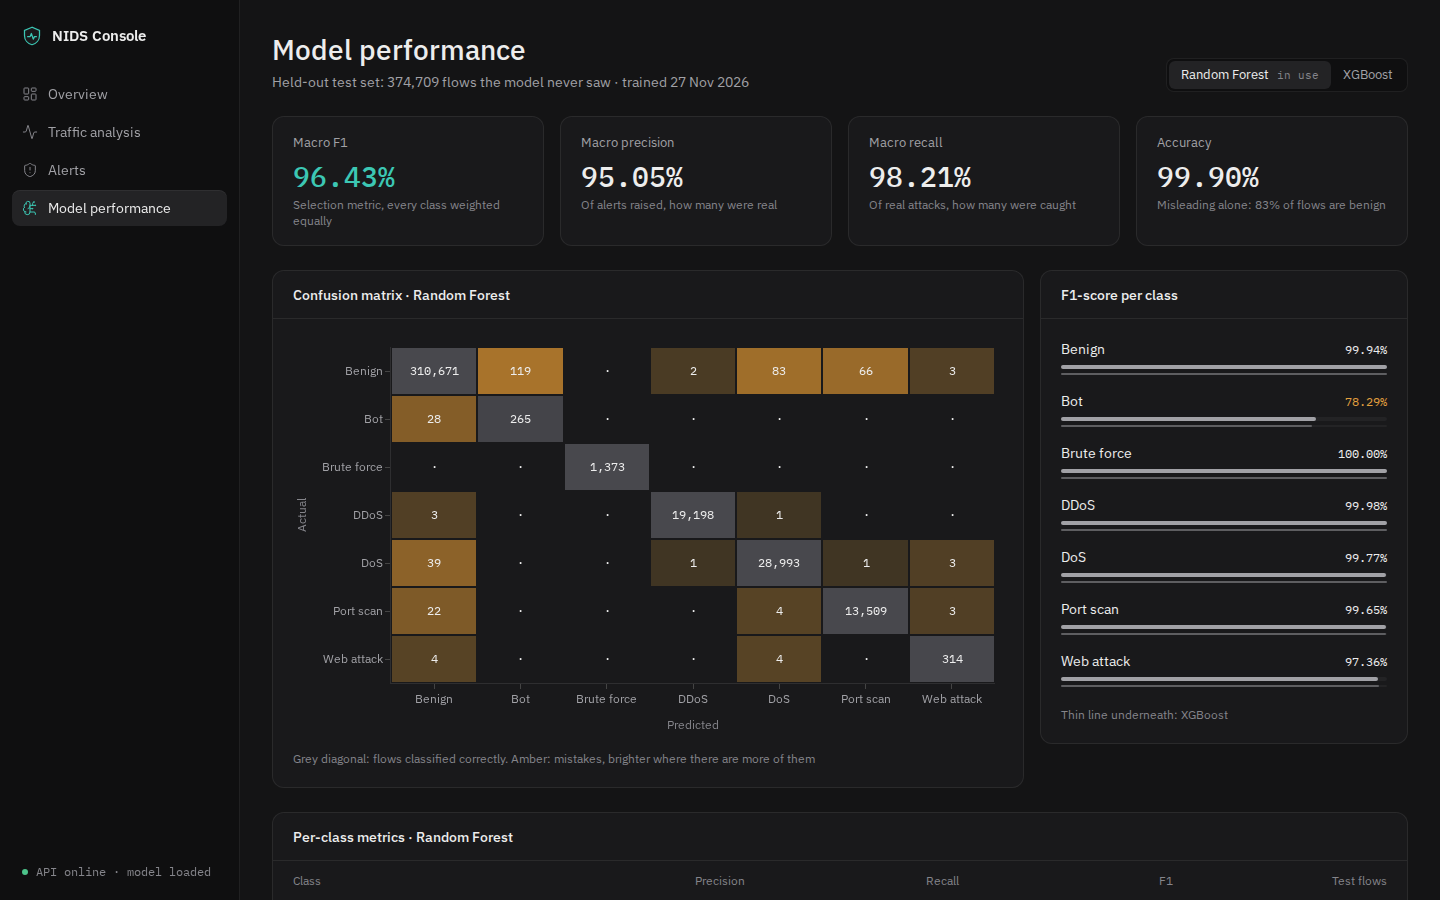 NIDS Console
Overview
Traffic analysis
Alerts
Model performance
API online · model loaded
Model performance
Held-out test set: 374,709 flows the model never saw · trained 27 Nov 2026
Random Forest in use XGBoost
Macro F1
96.43%
Selection metric, every class weighted
equally
Macro precision
95.05%
Of alerts raised, how many were real
Macro recall
98.21%
Of real attacks, how many were caught
Accuracy
99.90%
Misleading alone: 83% of flows are benign
Confusion matrix · Random Forest
Actual
Benign 310,671 119 · 2 83 66 3
Bot 28 265 · · · · ·
Brute force · · 1,373 · · · ·
DDoS 3 · · 19,198 1 · ·
DoS 39 · · 1 28,993 1 3
Port scan 22 · · · 4 13,509 3
Web attack 4 · · · 4 · 314
Benign Bot Brute force DDoS DoS Port scan Web attack
Predicted
Grey diagonal: flows classified correctly. Amber: mistakes, brighter where there are more of them
F1-score per class
Benign 99.94%
Bot 78.29%
Brute force 100.00%
DDoS 99.98%
DoS 99.77%
Port scan 99.65%
Web attack 97.36%
Thin line underneath: XGBoost
Per-class metrics · Random Forest
Class Precision Recall F1 Test flows